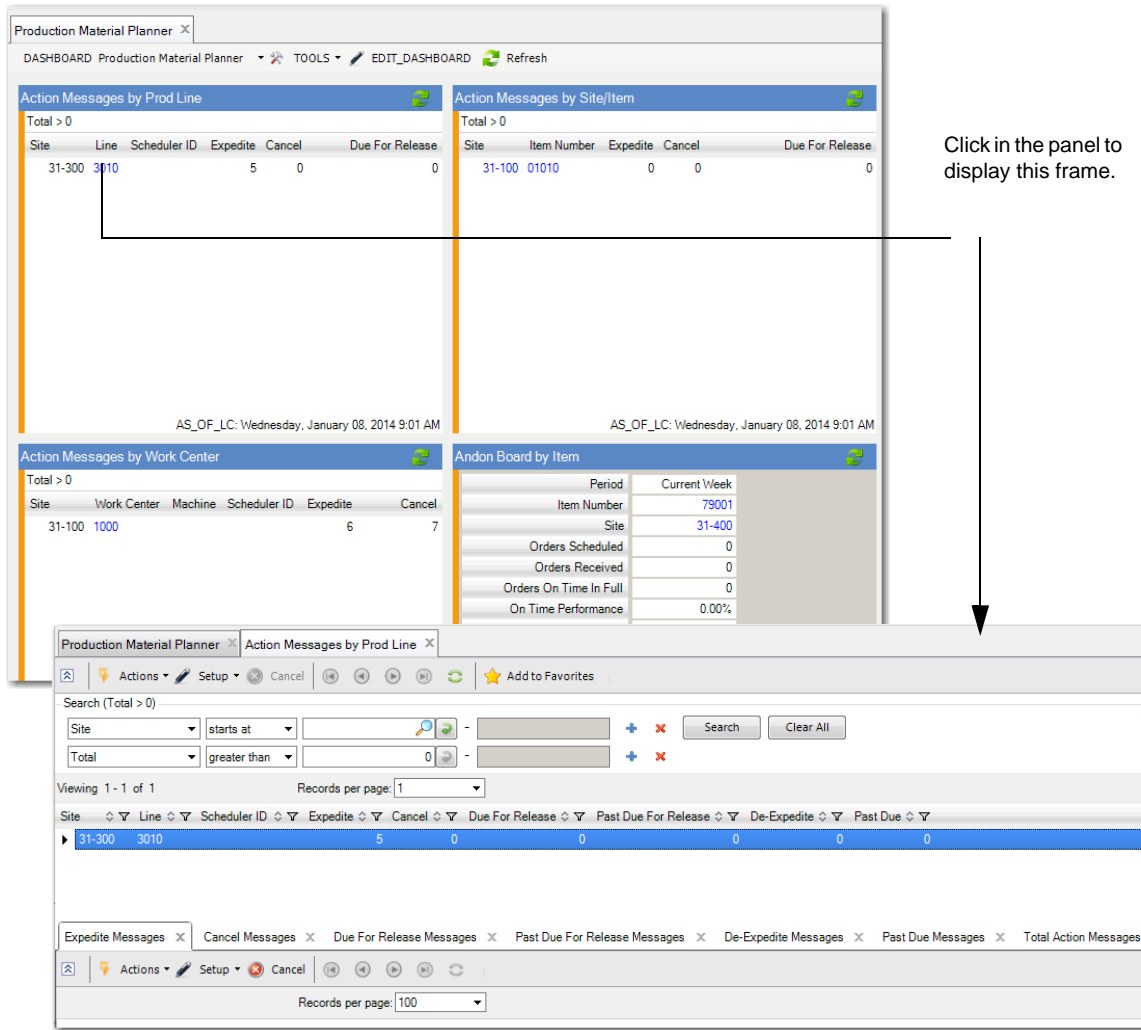 Production Material Planner X
DASHBOARD Production Material Planner TOOLS EDIT_DASHBOARD Refresh
Action Messages by Prod Line
Total > 0
Site Line Scheduler ID Expedite Cancel Due For Release
31-300 3010 5 0 0
AS_OF_LC: Wednesday, January 08, 2014 9:01 AM
Action Messages by Site/Item
Total > 0
Site Item Number Expedite Cancel Due For Release
31-100 01010 0 0 0
AS_OF_LC: Wednesday, January 08, 2014 9:01 AM
Click in the panel to
display this frame.
Action Messages by Work Center
Total > 0
Site Work Center Machine Scheduler ID Expedite Cancel
31-100 1000 6 7
Andon Board by Item
Period Current Week
Item Number 79001
Site 31-400
Orders Scheduled 0
Orders Received 0
Orders On Time In Full 0
On Time Performance 0.00%
Production Material Planner X Action Messages by Prod Line X
Actions Setup Cancel Add to Favorites
Search (Total > 0)
Site starts at - Search Clear All
Total greater than 0 -
Viewing 1 - 1 of 1 Records per page: 1
Site Line Scheduler ID Expedite Cancel Due For Release Past Due For Release De-Expedite Past Due
31-300 3010 5 0 0 0 0 0
Expedite Messages X Cancel Messages X Due For Release Messages X Past Due For Release Messages X De-Expedite Messages X Past Due Messages X Total Action Messages
Actions Setup Cancel
Records per page: 100